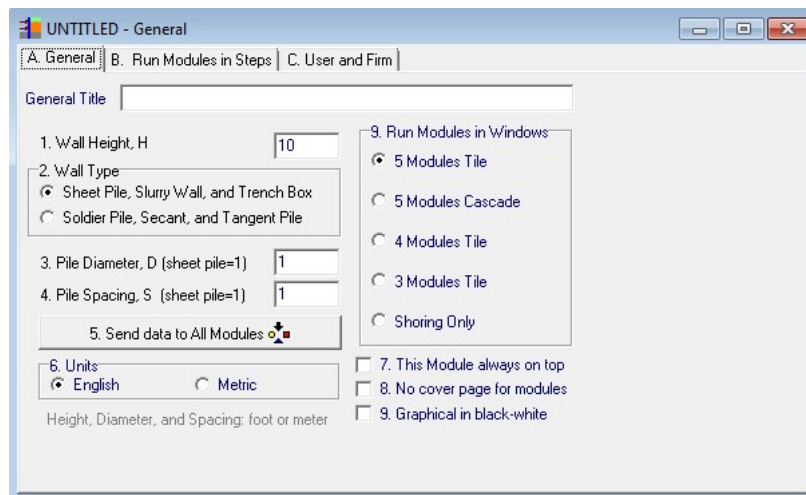 UNTITLED - General
A. General
B. Run Modules in Steps
C. User and Firm
General Title
1. Wall Height, H
10
2. Wall Type
Sheet Pile, Slurry Wall, and Trench Box
Soldier Pile, Secant, and Tangent Pile
3. Pile Diameter, D (sheet pile=1)
1
4. Pile Spacing, S (sheet pile=1)
1
5. Send data to All Modules
6. Units
English
Metric
Height, Diameter, and Spacing: foot or meter
9. Run Modules in Windows
5 Modules Tile
5 Modules Cascade
4 Modules Tile
3 Modules Tile
Shoring Only
7. This Module always on top
8. No cover page for modules
9. Graphical in black-white